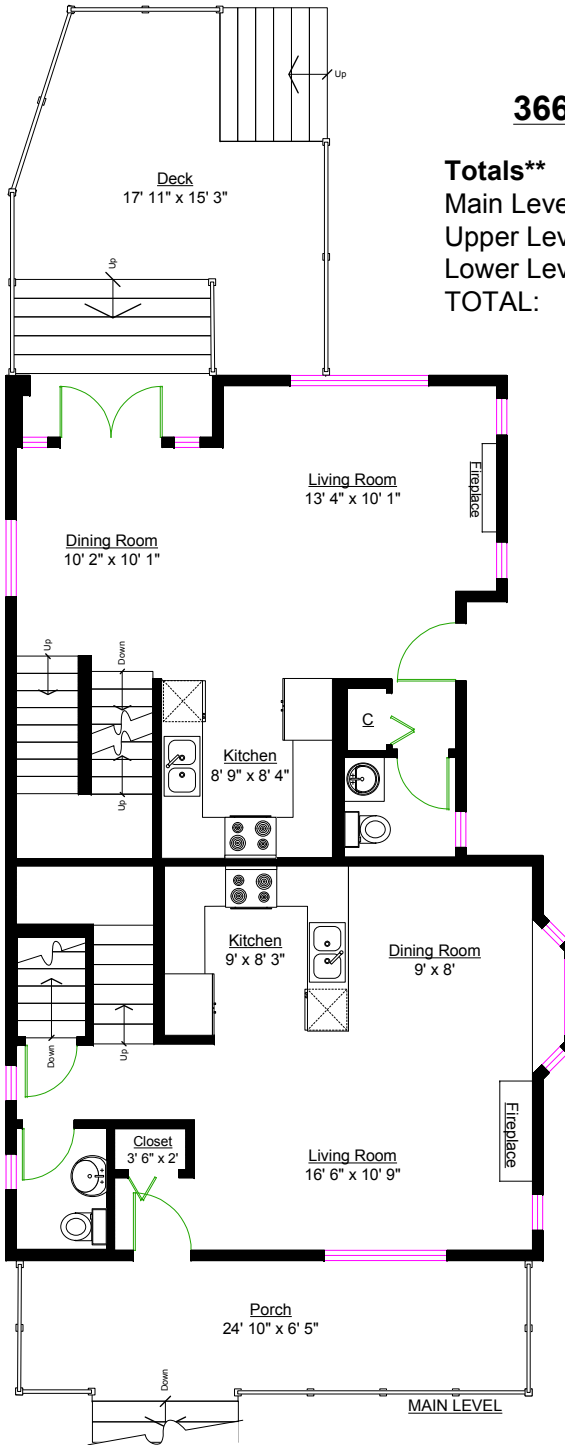 366
Totals**
Main Leve
Upper Lev
Lower Lev
TOTAL:
Up
Deck
17' 11" x 15' 3"
Up
Living Room
13' 4" x 10' 1"
Fireplace
Dining Room
10' 2" x 10' 1"
Up
Down
C
Kitchen
8' 9" x 8' 4"
Up
Kitchen
9' x 8' 3"
Dining Room
9' x 8'
Down
Up
Fireplace
Closet
3' 6" x 2'
Living Room
16' 6" x 10' 9"
Porch
24' 10" x 6' 5"
Down
MAIN LEVEL